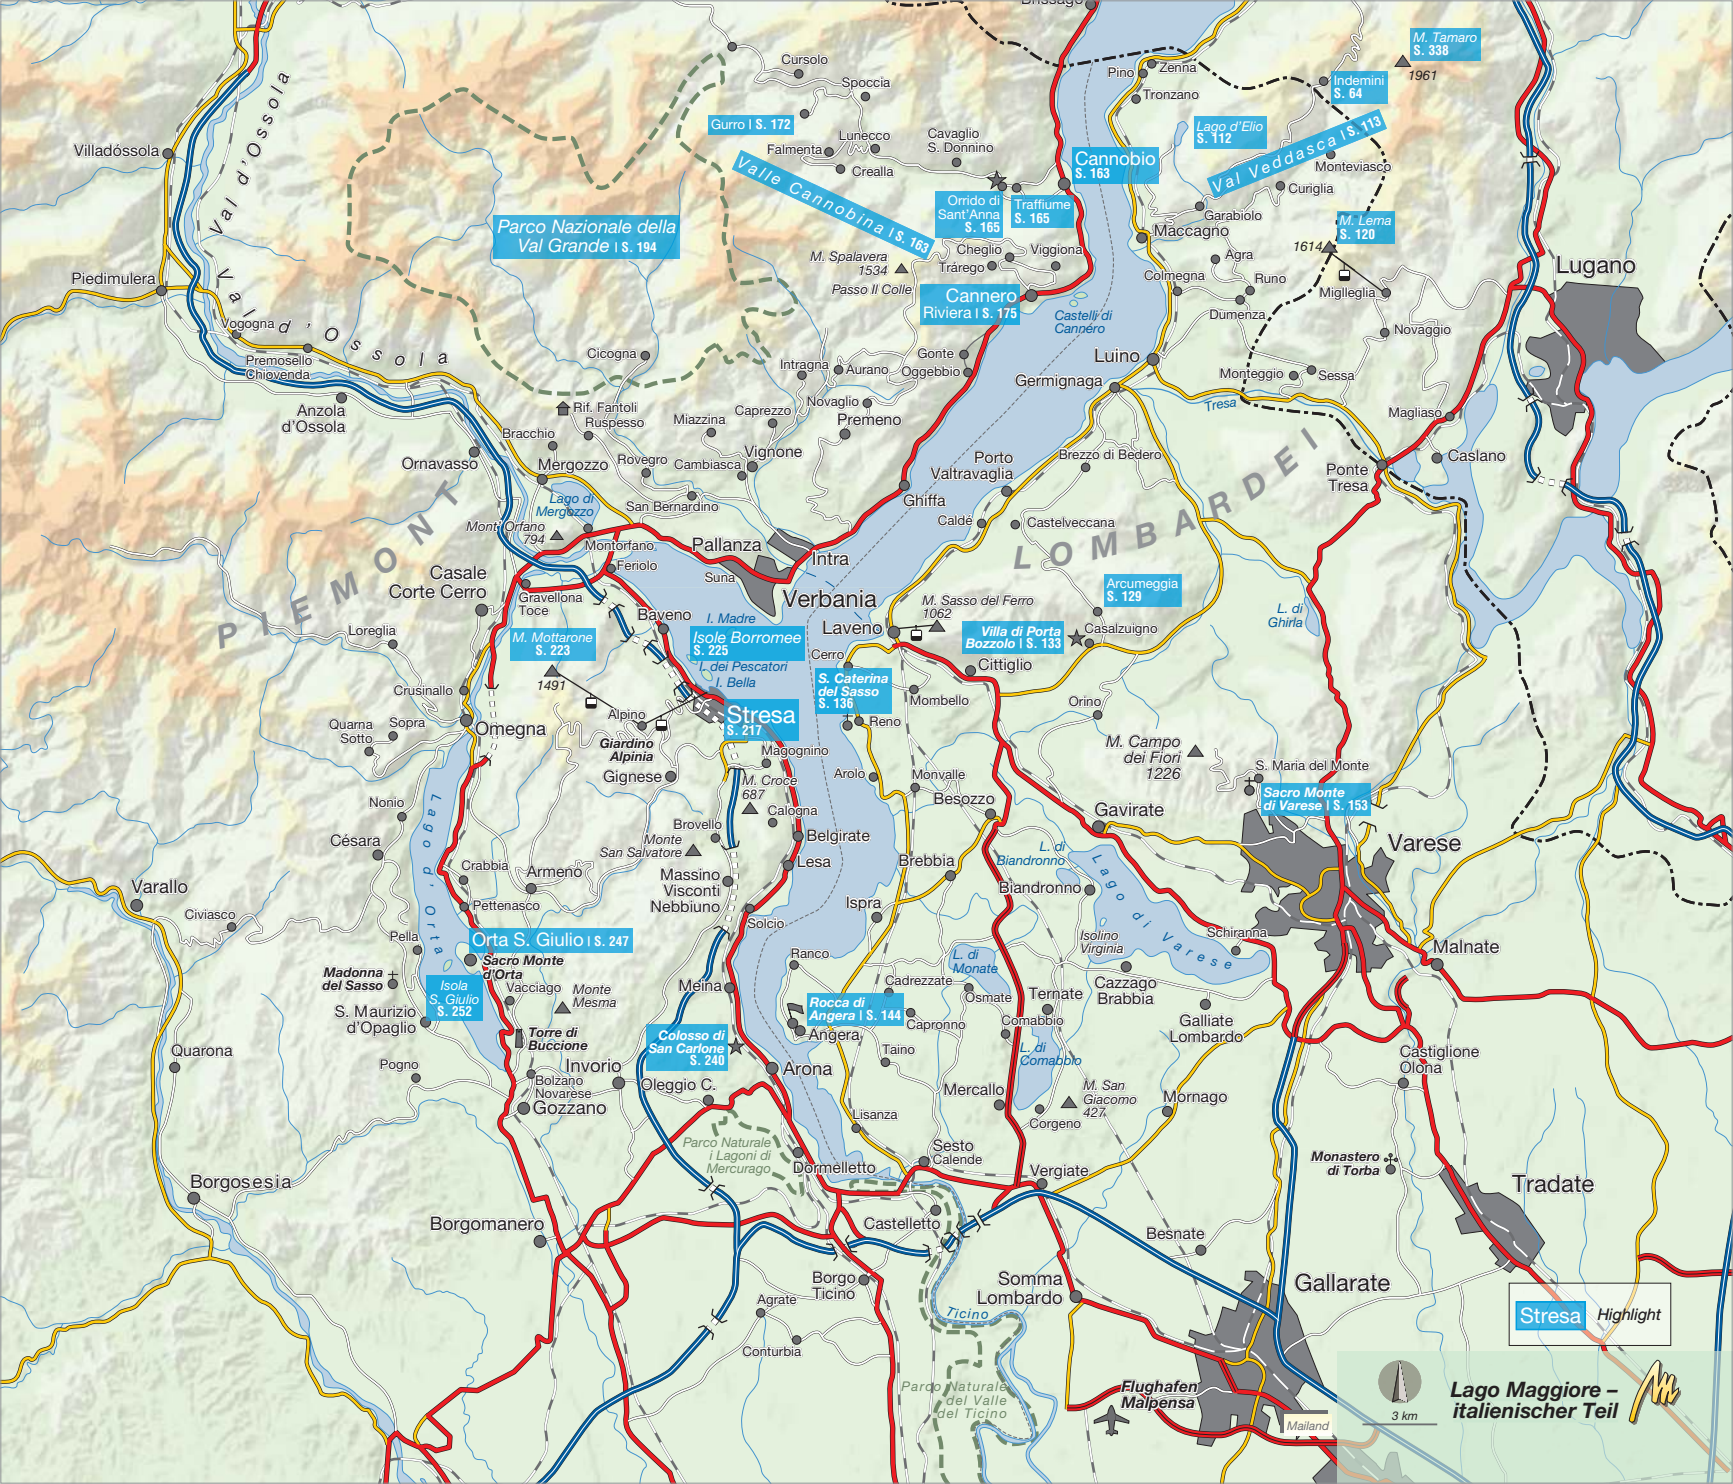 Brissago
M. Tamaro
S. 338
1961
Pino
Zenna
Tronzano
Indemini
S. 64
Cursolo
Spoccia
Gurro | S. 172
Lunecco
Falmenta
Crealla
Cavaglio
S. Donnino
Valle Cannobina | S. 163
Cannobio
S. 163
Lago d'Elio
S. 112
Val Veddasca | S. 113
Monteviasco
Curiglia
Garabiolo
Maccagno
M. Lema
S. 120
1614
Orrido di
Sant'Anna
S. 165
Traffiume
S. 165
Villadóssola
Val d'Ossola
Val d'Ossola
Parco Nazionale della
Val Grande | S. 194
M. Spalavera
1534
Passo Il Colle
Cheglio
Viggiona
Trárego
Cannero
Riviera | S. 175
Castelli di
Cannéro
Colmegna
Agra
Runo
Dumenza
Miglieglia
Novaggio
Lugano
Piedimulera
Vogogna
Premosello
Chiovenda
Anzola
d'Ossola
Cicogna
Intragna
Aurano
Gonte
Oggebbio
Luino
Germignaga
Monteggio
Sessa
Tresa
Magliaso
Caslano
Ponte
Tresa
Rif. Fantoli
Ruspesso
Miazzina
Caprezzo
Novaglio
Premeno
Bracchio
Ornavasso
Mergozzo
Rovegro
Cambiasca
Vignone
San Bernardino
Lago di
Mergozzo
Mont'Orfano
794
Montorfano
Feriolo
Ghiffa
Porto
Valtravaglia
Brezzo di Bedero
Caldé
Castelveccana
PIEMONT
LOMBARDEI
Pallanza
Suna
Intra
Verbania
Casale
Corte Cerro
Gravellona
Toce
Baveno
Loreglia
M. Mottarone
S. 223
1491
I. Madre
Isole Borromee
S. 225
I. dei Pescatori
I. Bella
Laveno
M. Sasso del Ferro
1062
Arcumeggia
S. 129
Villa di Porta
Bozzolo | S. 133
Casalzuigno
L. di
Ghirla
Cerro
Cittiglio
S. Caterina
del Sasso
S. 136
Mombello
Reno
Orino
Crusinallo
Quarna
Sotto
Sopra
Omegna
Alpino
Giardino
Alpinia
Gignese
Stresa
S. 217
Magognino
M. Croce
687
Calogna
Arolo
Monvalle
Besozzo
M. Campo
dei Fiori
1226
S. Maria del Monte
Sacro Monte
di Varese | S. 153
Gavirate
Varese
Nonio
Césara
Lago d'Orta
Brovello
Monte
San Salvatore
Belgirate
Lesa
Crabbia
Armeno
Pettenasco
Massino
Visconti
Nebbiuno
Brebbia
L. di
Biandronno
Biandronno
Lago di Varese
Varallo
Civiasco
Pella
Solcio
Ispra
Isolino
Virginia
Schiranna
Malnate
Orta S. Giulio | S. 247
Sacro Monte
d'Orta
Madonna
del Sasso
Isola
S. Giulio
S. 252
Vacciago
Monte
Mesma
S. Maurizio
d'Opaglio
Torre di
Buccione
Meina
Ranco
L. di
Monate
Cadrezzate
Osmate
Cazzago
Brabbia
Ternate
Rocca di
Angera | S. 144
Angera
Capronno
Comabbio
L. di
Comabbio
Galliate
Lombardo
Colosso di
San Carlone
S. 240
Quarona
Pogno
Invorio
Bolzano
Novarese
Gozzano
Oleggio C.
Arona
Taino
Mercallo
M. San
Giacomo
427
Corgeno
Mornago
Castiglione
Olona
Lisanza
Parco Naturale
i Lagoni di
Mercurago
Dormelletto
Sesto
Calende
Vergiate
Monastero
di Torba
Tradate
Borgosesia
Borgomanero
Castelletto
Besnate
Borgo
Ticino
Somma
Lombardo
Gallarate
Agrate
Conturbia
Ticino
Parco Naturale
del Valle
del Ticino
Flughafen
Malpensa
Mailand
Stresa
Highlight
3 km
Lago Maggiore –
italienischer Teil